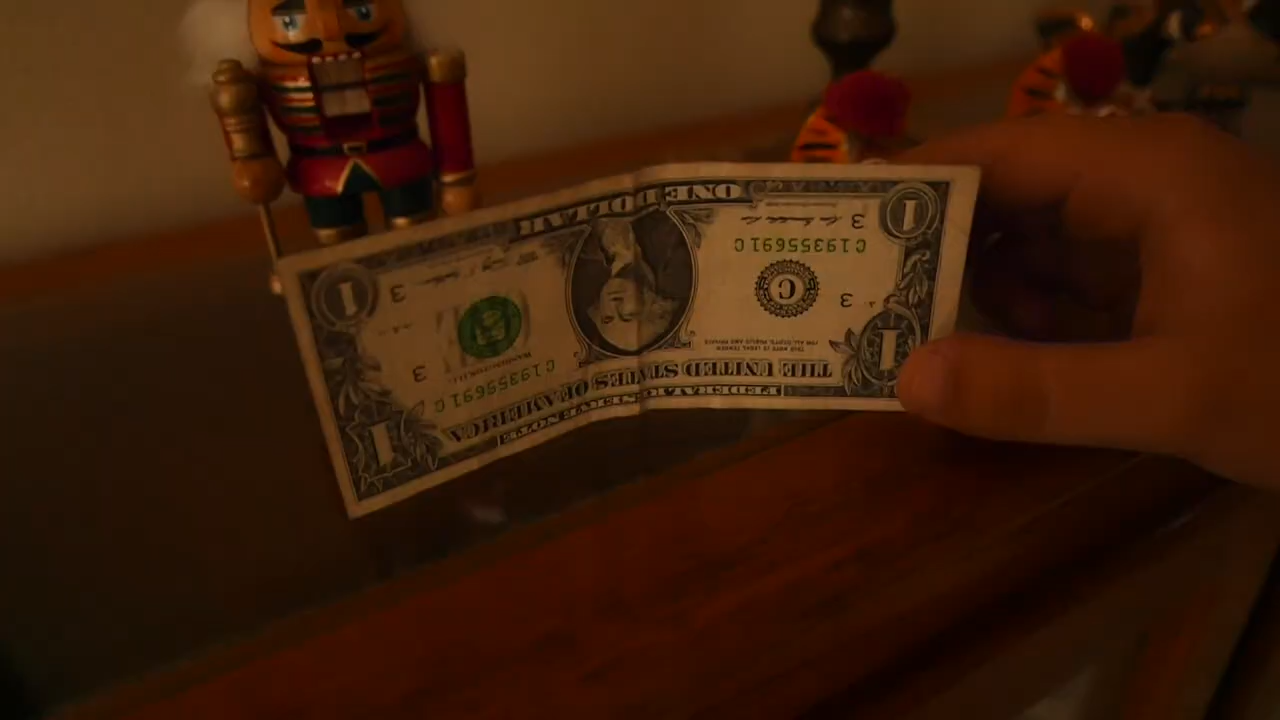 FEDERAL RESERVE NOTE
THE UNITED STATES OF AMERICA
1
1
THIS NOTE IS LEGAL TENDER
FOR ALL DEBTS, PUBLIC AND PRIVATE
C 19355691 C
WASHINGTON, D.C.
3
3
C
C 19355691 C
3
3
1
1
ONE DOLLAR